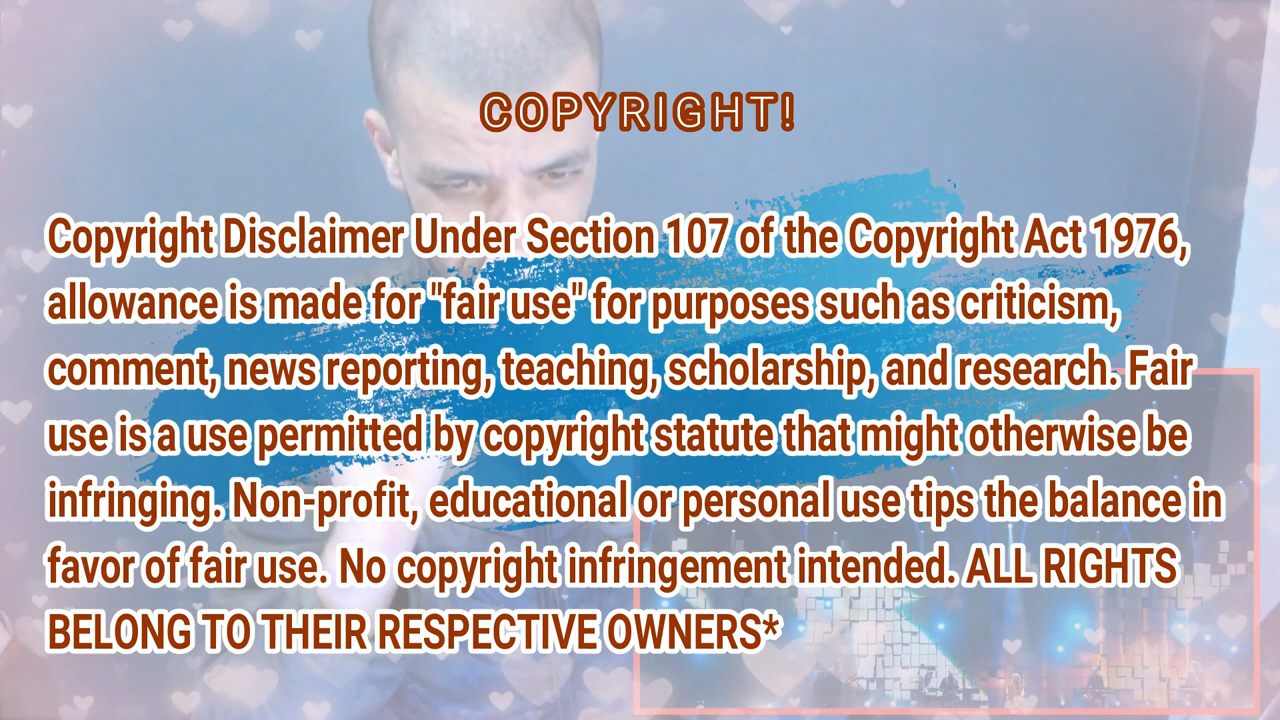 COPYRIGHT!
Copyright Disclaimer Under Section 107 of the Copyright Act 1976,
allowance is made for "fair use" for purposes such as criticism,
comment, news reporting, teaching, scholarship, and research. Fair
use is a use permitted by copyright statute that might otherwise be
infringing. Non-profit, educational or personal use tips the balance in
favor of fair use. No copyright infringement intended. ALL RIGHTS
BELONG TO THEIR RESPECTIVE OWNERS*